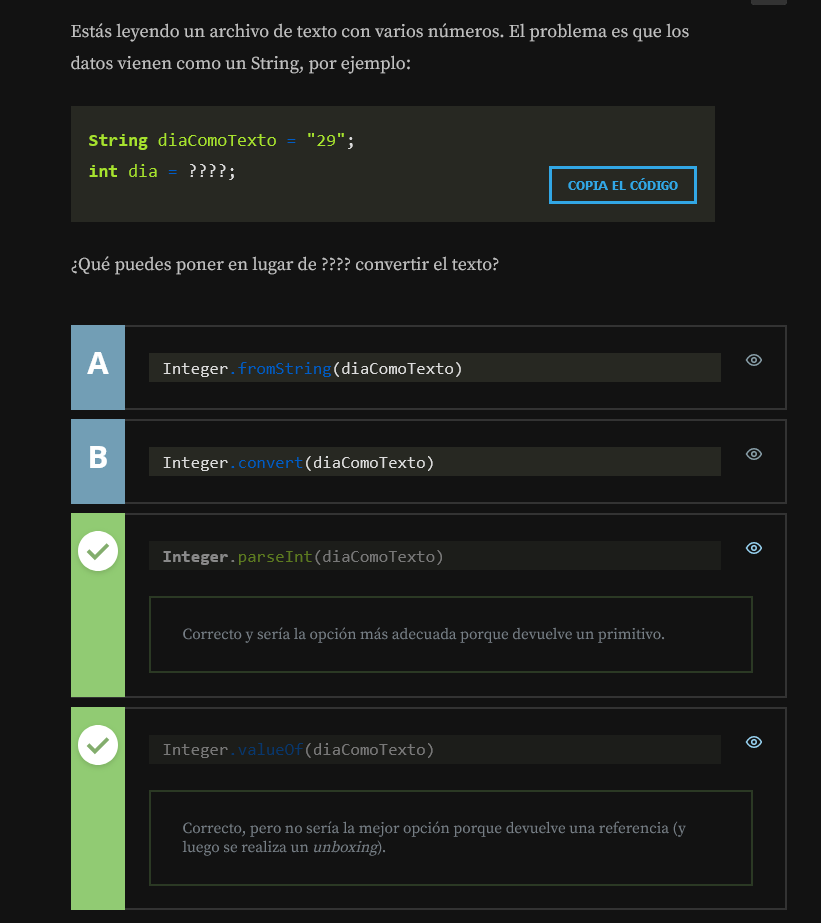 Estás leyendo un archivo de texto con varios números. El problema es que los
datos vienen como un String, por ejemplo:
String diaComoTexto = "29";
int dia = ????;
COPIA EL CÓDIGO
¿Qué puedes poner en lugar de ???? convertir el texto?
A
Integer.fromString(diaComoTexto)
B
Integer.convert(diaComoTexto)
Integer.parseInt(diaComoTexto)
Correcto y sería la opción más adecuada porque devuelve un primitivo.
Integer.valueOf(diaComoTexto)
Correcto, pero no sería la mejor opción porque devuelve una referencia (y
luego se realiza un unboxing).